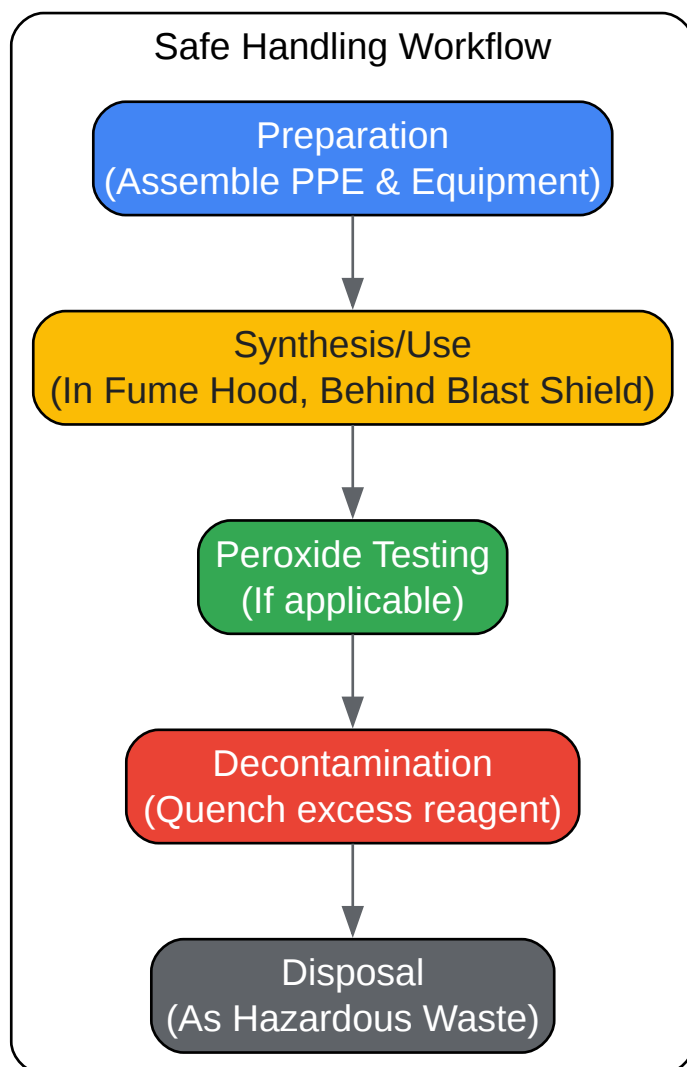 Safe Handling Workflow
Preparation
(Assemble PPE & Equipment)
Synthesis/Use
(In Fume Hood, Behind Blast Shield)
Peroxide Testing
(If applicable)
Decontamination
(Quench excess reagent)
Disposal
(As Hazardous Waste)